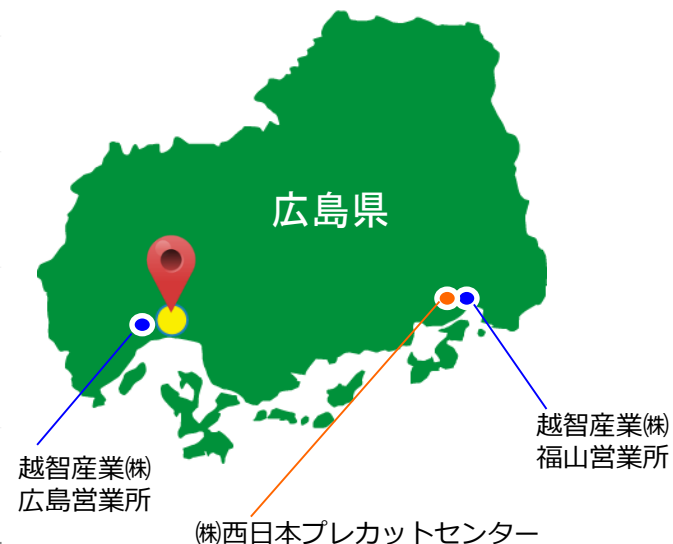 広島県
越智産業㈱
福山営業所
越智産業㈱
広島営業所
㈱西日本プレカットセンター